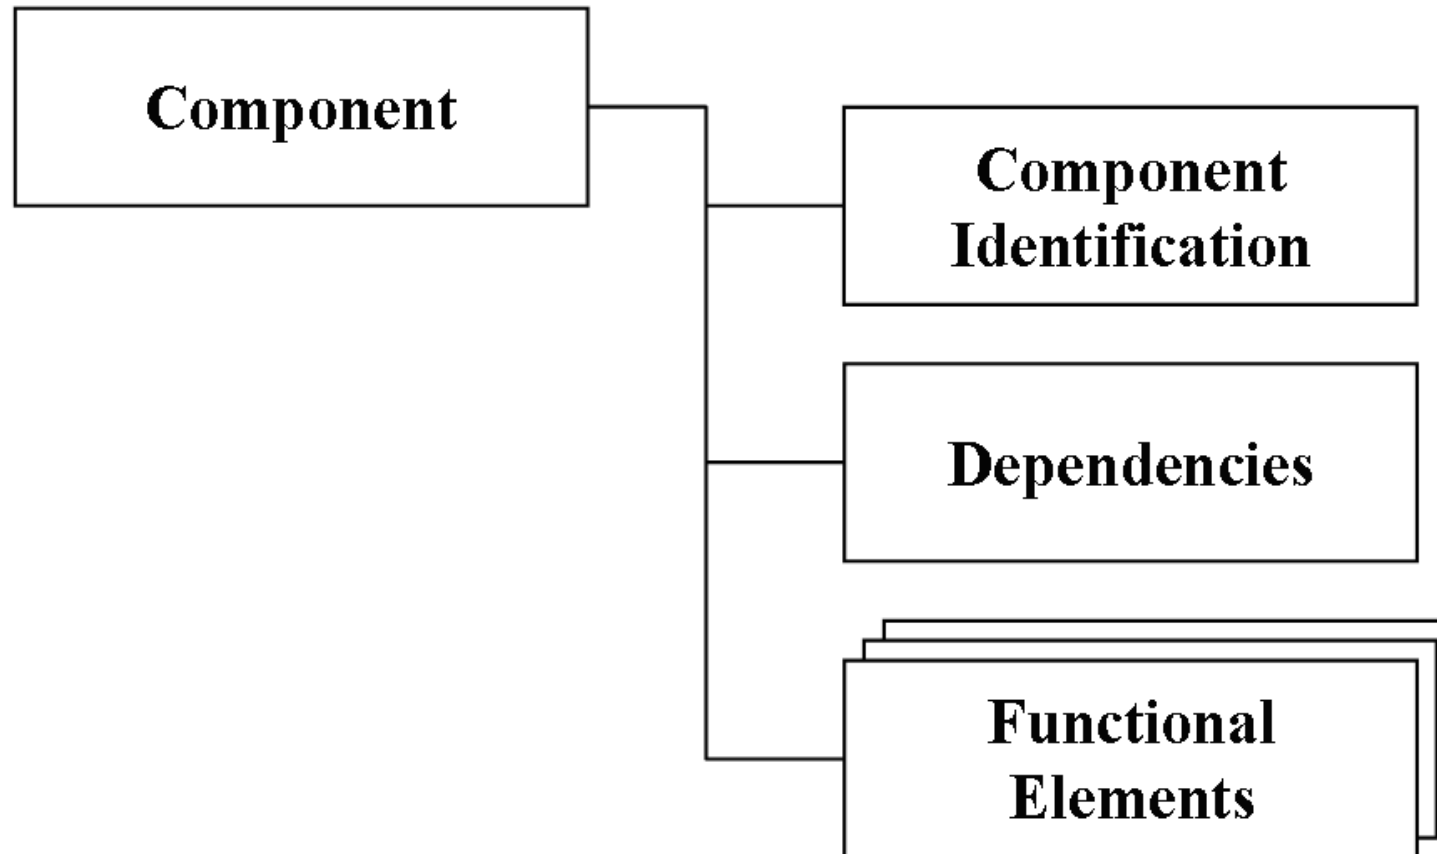 Component
Component
Identification
Dependencies
Functional
Elements